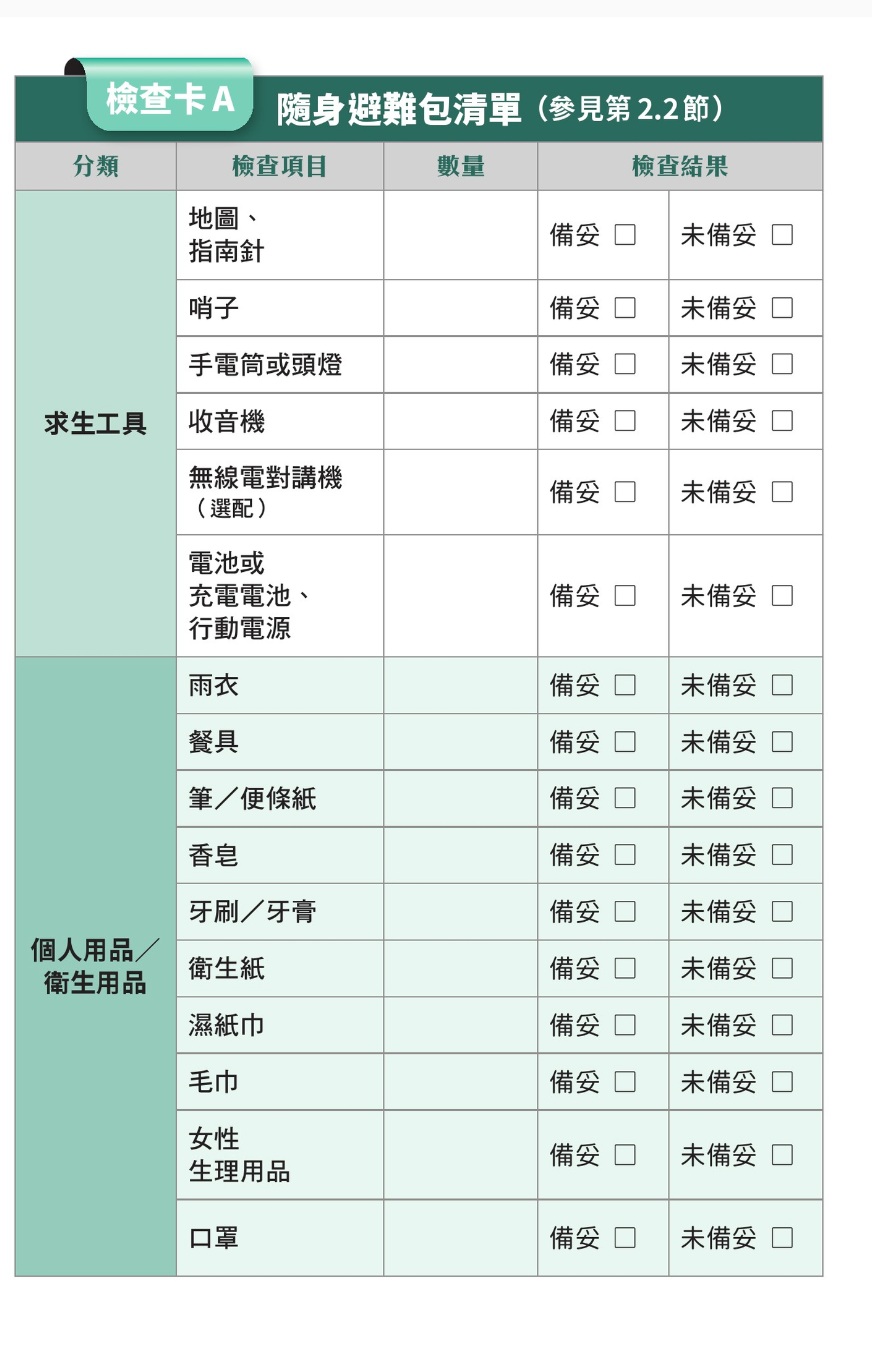 檢查卡A
隨身避難包清單（參見第2.2節）
分類 檢查項目 數量 檢查結果
求生工具
地圖、
指南針
備妥 □ 未備妥 □
哨子 備妥 □ 未備妥 □
手電筒或頭燈 備妥 □ 未備妥 □
收音機 備妥 □ 未備妥 □
無線電對講機
（選配）
備妥 □ 未備妥 □
電池或
充電電池、
行動電源
備妥 □ 未備妥 □
個人用品／
衛生用品
雨衣 備妥 □ 未備妥 □
餐具 備妥 □ 未備妥 □
筆／便條紙 備妥 □ 未備妥 □
香皂 備妥 □ 未備妥 □
牙刷／牙膏 備妥 □ 未備妥 □
衛生紙 備妥 □ 未備妥 □
濕紙巾 備妥 □ 未備妥 □
毛巾 備妥 □ 未備妥 □
女性
生理用品
備妥 □ 未備妥 □
口罩 備妥 □ 未備妥 □